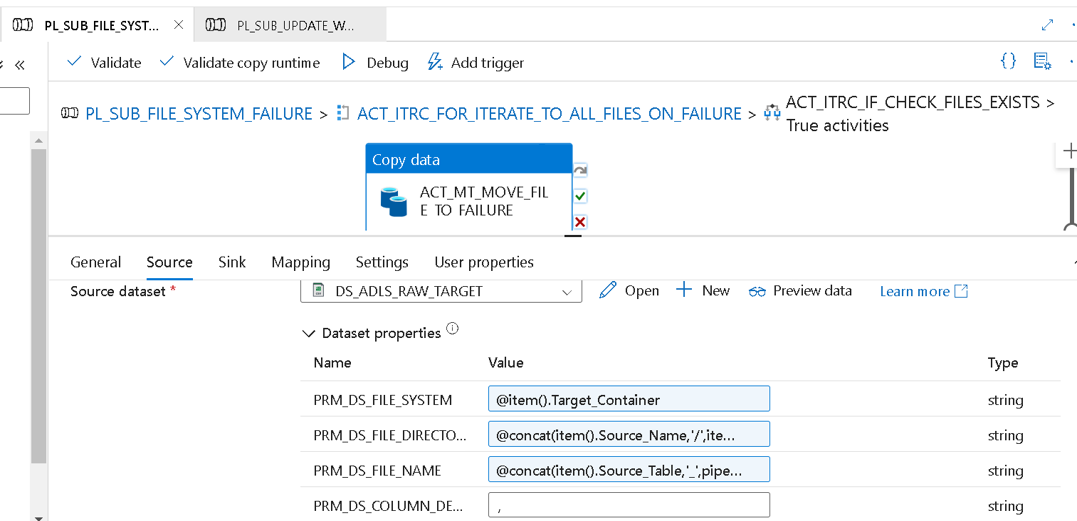 PL_SUB_FILE_SYST...
PL_SUB_UPDATE_W...
Validate
Validate copy runtime
Debug
Add trigger
{}
PL_SUB_FILE_SYSTEM_FAILURE > ACT_ITRC_FOR_ITERATE_TO_ALL_FILES_ON_FAILURE > ACT_ITRC_IF_CHECK_FILES_EXISTS >
True activities
Copy data
ACT_MT_MOVE_FIL
E_TO_FAILURE
General Source Sink Mapping Settings User properties
Source dataset *
DS_ADLS_RAW_TARGET
Open
New
Preview data
Learn more
Dataset properties
Name Value Type
PRM_DS_FILE_SYSTEM @item().Target_Container string
PRM_DS_FILE_DIRECTO... @concat(item().Source_Name,'/',ite... string
PRM_DS_FILE_NAME @concat(item().Source_Table,'_',pipe... string
PRM_DS_COLUMN_DE... , string